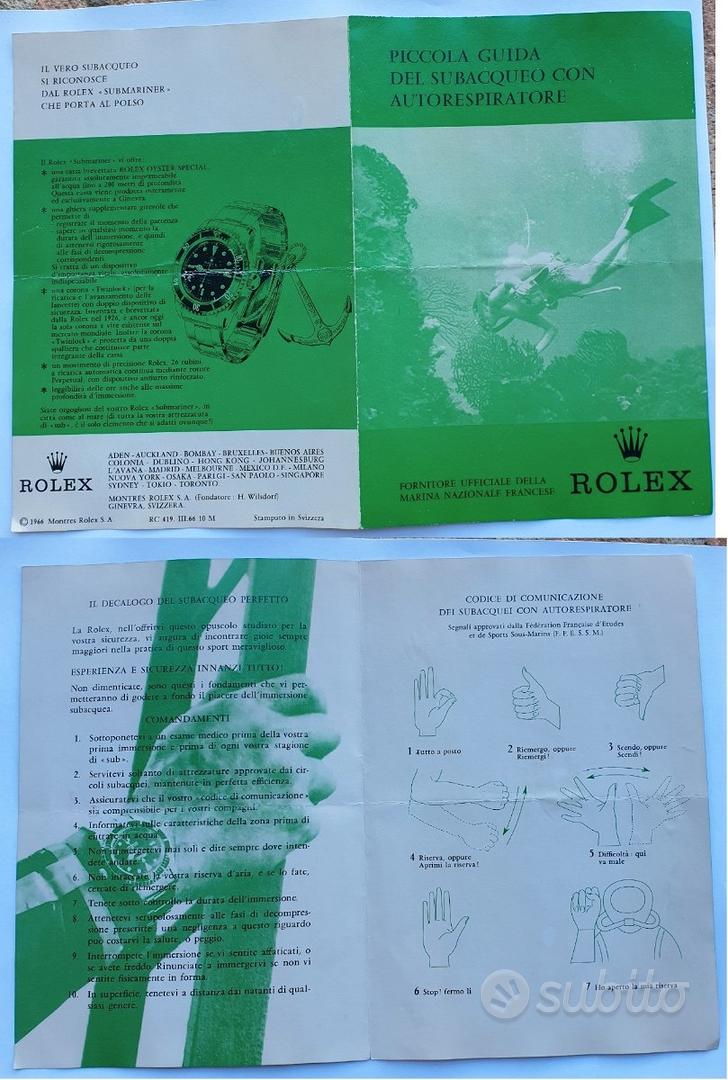 IL VERO SUBACQUEO
SI RICONOSCE
DAL ROLEX «SUBMARINER»
CHE PORTA AL POLSO
Il Rolex «Submariner» vi offre
* una cassa brevettata ROLEX OYSTER SPECIAL,
garantita assolutamente impermeabile
all'acqua fino a 200 metri di profondità
Questa cassa viene prodotta interamente
ed esclusivamente a Ginevra.
* una ghiera supplementare girevole che
permette di
- registrare il momento della partenza
- sapere in qualsiasi momento la
durata dell'immersione, e quindi
di attenersi rigorosamente
alle fasi di decompressione
corrispondenti
Si tratta di un dispositivo
d'importanza vitale, assolutamente
indispensabile
* una corona «Twinlock» (per la
ricarica e l'avanzamento delle
lancette) con doppio dispositivo di
sicurezza. Inventata e brevettata
dalla Rolex nel 1926, è ancor oggi
la sola corona a vite esistente sul
mercato mondiale. Inoltre la corona
«Twinlock» è protetta da una doppia
spalliera che costituisce parte
integrante della cassa
* un movimento di precisione Rolex, 26 rubini
a ricarica automatica continua mediante rotore
Perpetual, con dispositivo antiurto rinforzato.
* leggibilità delle ore anche alle massime
profondità d'immersione.
Siate orgogliosi del vostro Rolex «Submariner», in
città come al mare (di tutta la vostra attrezzatura
di «sub», è il solo elemento che si adatti ovunque!)
ROLEX
ADEN - AUCKLAND - BOMBAY - BRUXELLES - BUENOS AIRES
COLONIA - DUBLINO - HONG KONG - JOHANNESBURG
L'AVANA - MADRID - MELBOURNE - MEXICO D.F. - MILANO
NUOVA YORK - OSAKA - PARIGI - SAN PAOLO - SINGAPORE
SYDNEY - TOKIO - TORONTO
MONTRES ROLEX S.A. (Fondatore : H. Wilsdorf)
GINEVRA, SVIZZERA.
© 1966 Montres Rolex S.A RC 419. III.66 10 M Stampato in Svizzera
PICCOLA GUIDA
DEL SUBACQUEO CON
AUTORESPIRATORE
FORNITORE UFFICIALE DELLA
MARINA NAZIONALE FRANCESE
ROLEX
IL DECALOGO DEL SUBACQUEO PERFETTO
La Rolex, nell'offrirvi questo opuscolo studiato per la
vostra sicurezza, vi augura di incontrare gioie sempre
maggiori nella pratica di questo sport meraviglioso.
ESPERIENZA E SICUREZZA INNANZI TUTTO!
Non dimenticate, sono questi i fondamenti che vi per-
metteranno di godere a fondo il piacere dell'immersione
subacquea.
COMANDAMENTI
1. Sottoponetevi a un esame medico prima della vostra
prima immersione e prima di ogni vostra stagione
di «sub».
2. Servitevi soltanto di attrezzature approvate dai cir-
coli subacquei, mantenute in perfetta efficienza.
3. Assicuratevi che il vostro «codice di comunicazione»
sia comprensibile per i vostri compagni.
4. Informatevi sulle caratteristiche della zona prima di
entrare in acqua.
5. Non immergetevi mai soli e dite sempre dove inten-
dete andare.
6. Non intaccate la vostra riserva d'aria, e se lo fate,
cercate di riemergere.
7. Tenete sotto controllo la durata dell'immersione.
8. Attenetevi scrupolosamente alle fasi di decompres-
sione prescritte : una negligenza a questo riguardo
può costarvi la salute, o peggio.
9. Interrompete l'immersione se vi sentite affaticati, o
se avete freddo. Rinunciate a immergervi se non vi
sentite fisicamente in forma.
10. In superficie, tenetevi a distanza dai natanti di qual-
siasi genere.
CODICE DI COMUNICAZIONE
DEI SUBACQUEI CON AUTORESPIRATORE
Segnali approvati dalla Fédération Française d'Etudes
et de Sports Sous-Marins (F. F. E. S. S. M.)
1 Tutto a posto
2 Riemergo, oppure
Riemergi!
3 Scendo, oppure
Scendi!
4 Riserva, oppure
Aprimi la riserva!
5 Difficoltà : qui
va male
6 Stop! fermo lì
7 Ho aperto la mia riserva
subito